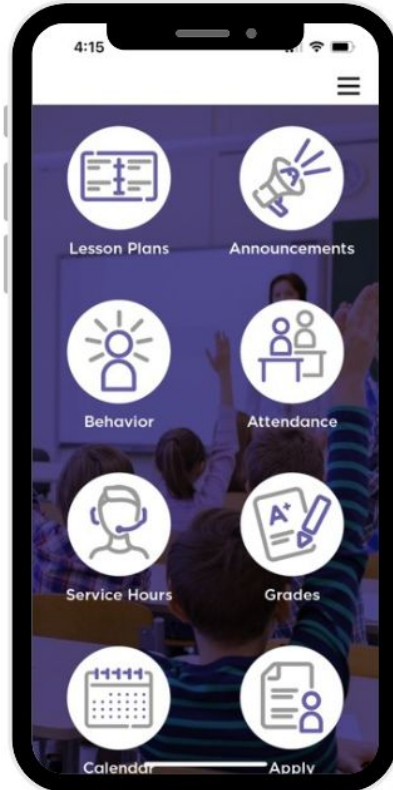 4:15
Lesson Plans
Announcements
Behavior
Attendance
Service Hours
A+
Grades
Calendar
Apply